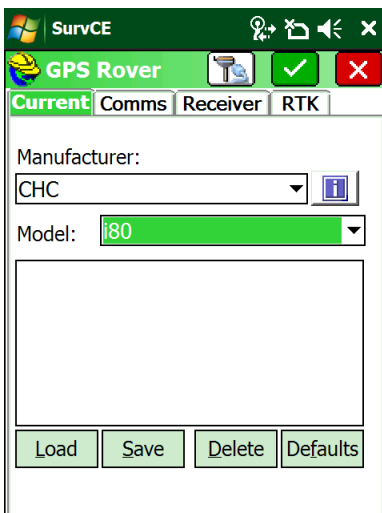 SurvCE
GPS Rover
Current Comms Receiver RTK
Manufacturer:
CHC
Model: i80
Load Save Delete Defaults